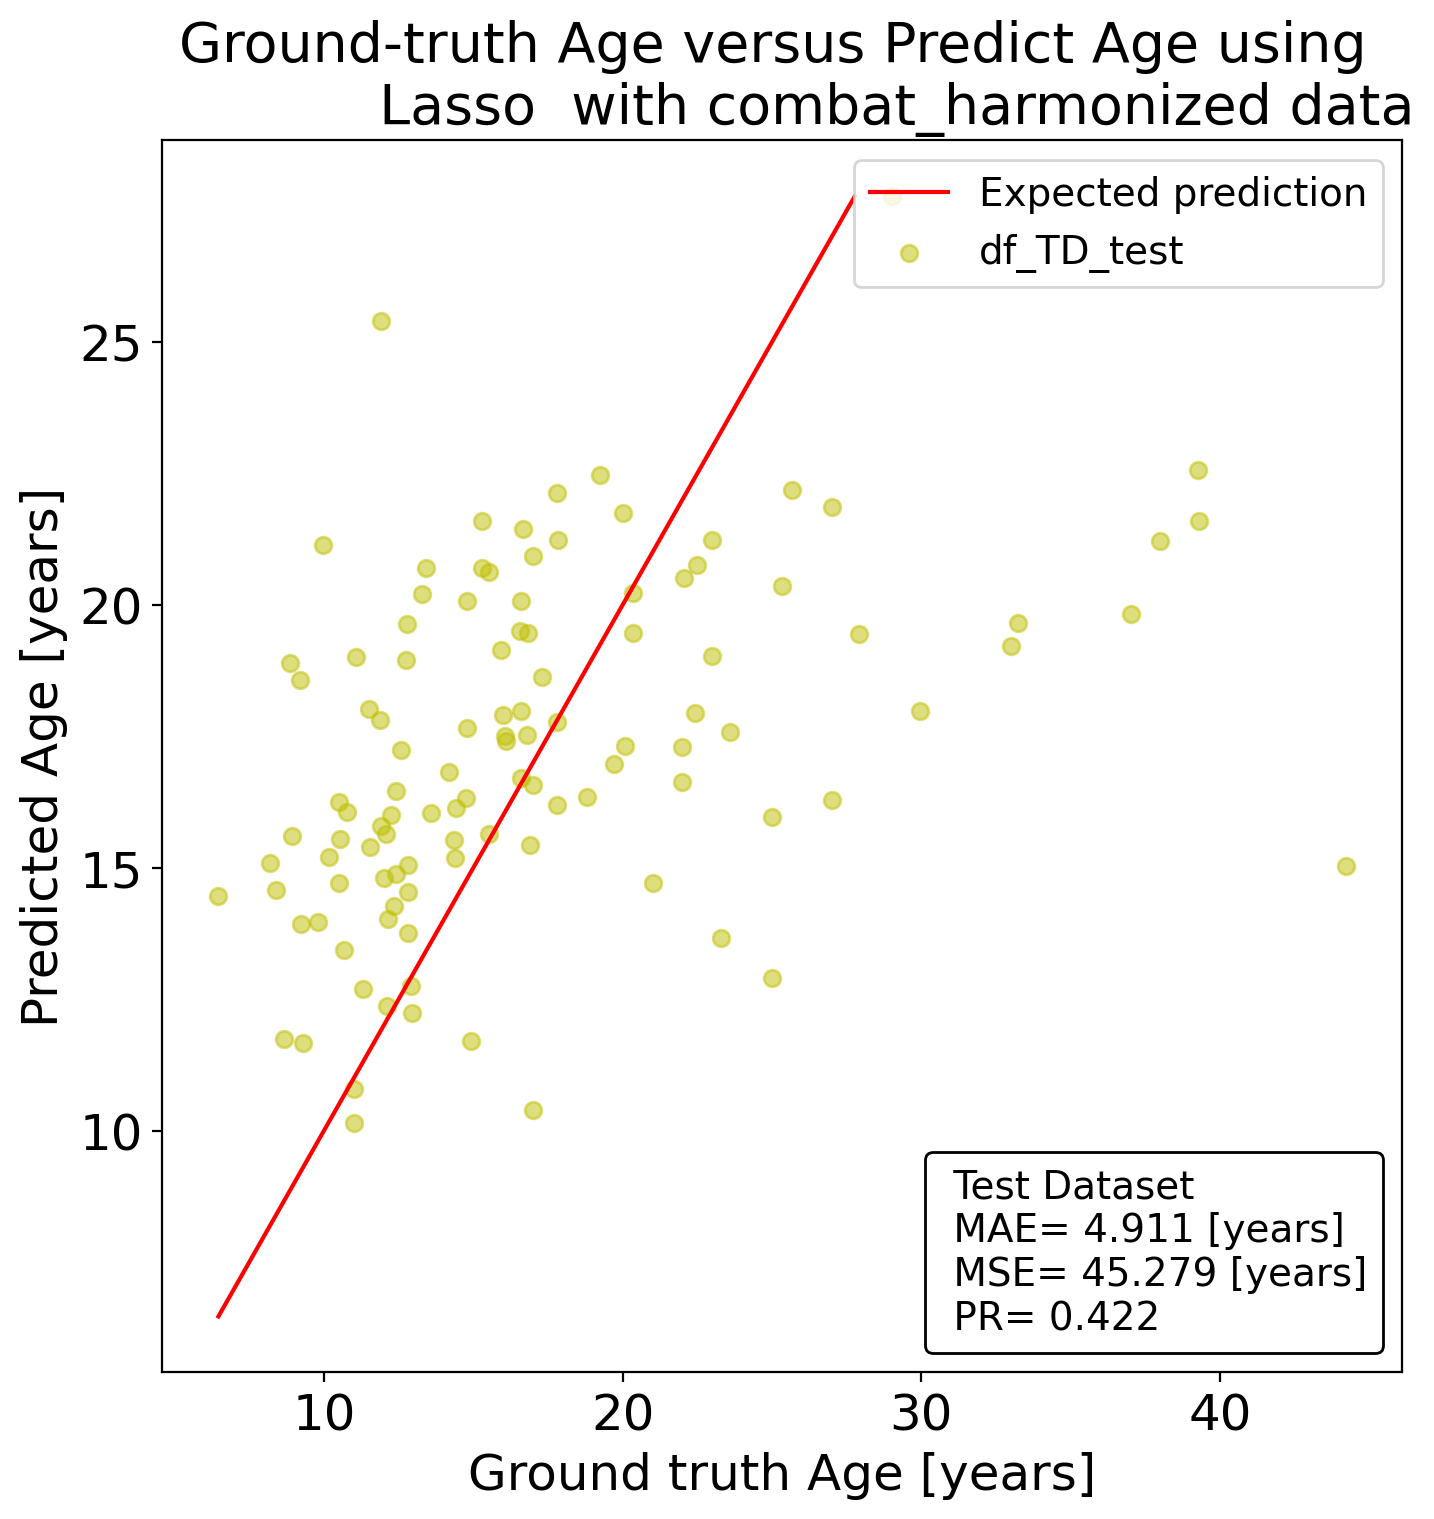 Ground-truth Age versus Predict Age using
Lasso  with combat_harmonized data
Expected prediction
df_TD_test
25
20
15
10
Predicted Age [years]
Test Dataset
MAE= 4.911 [years]
MSE= 45.279 [years]
PR= 0.422
10 20 30 40
Ground truth Age [years]